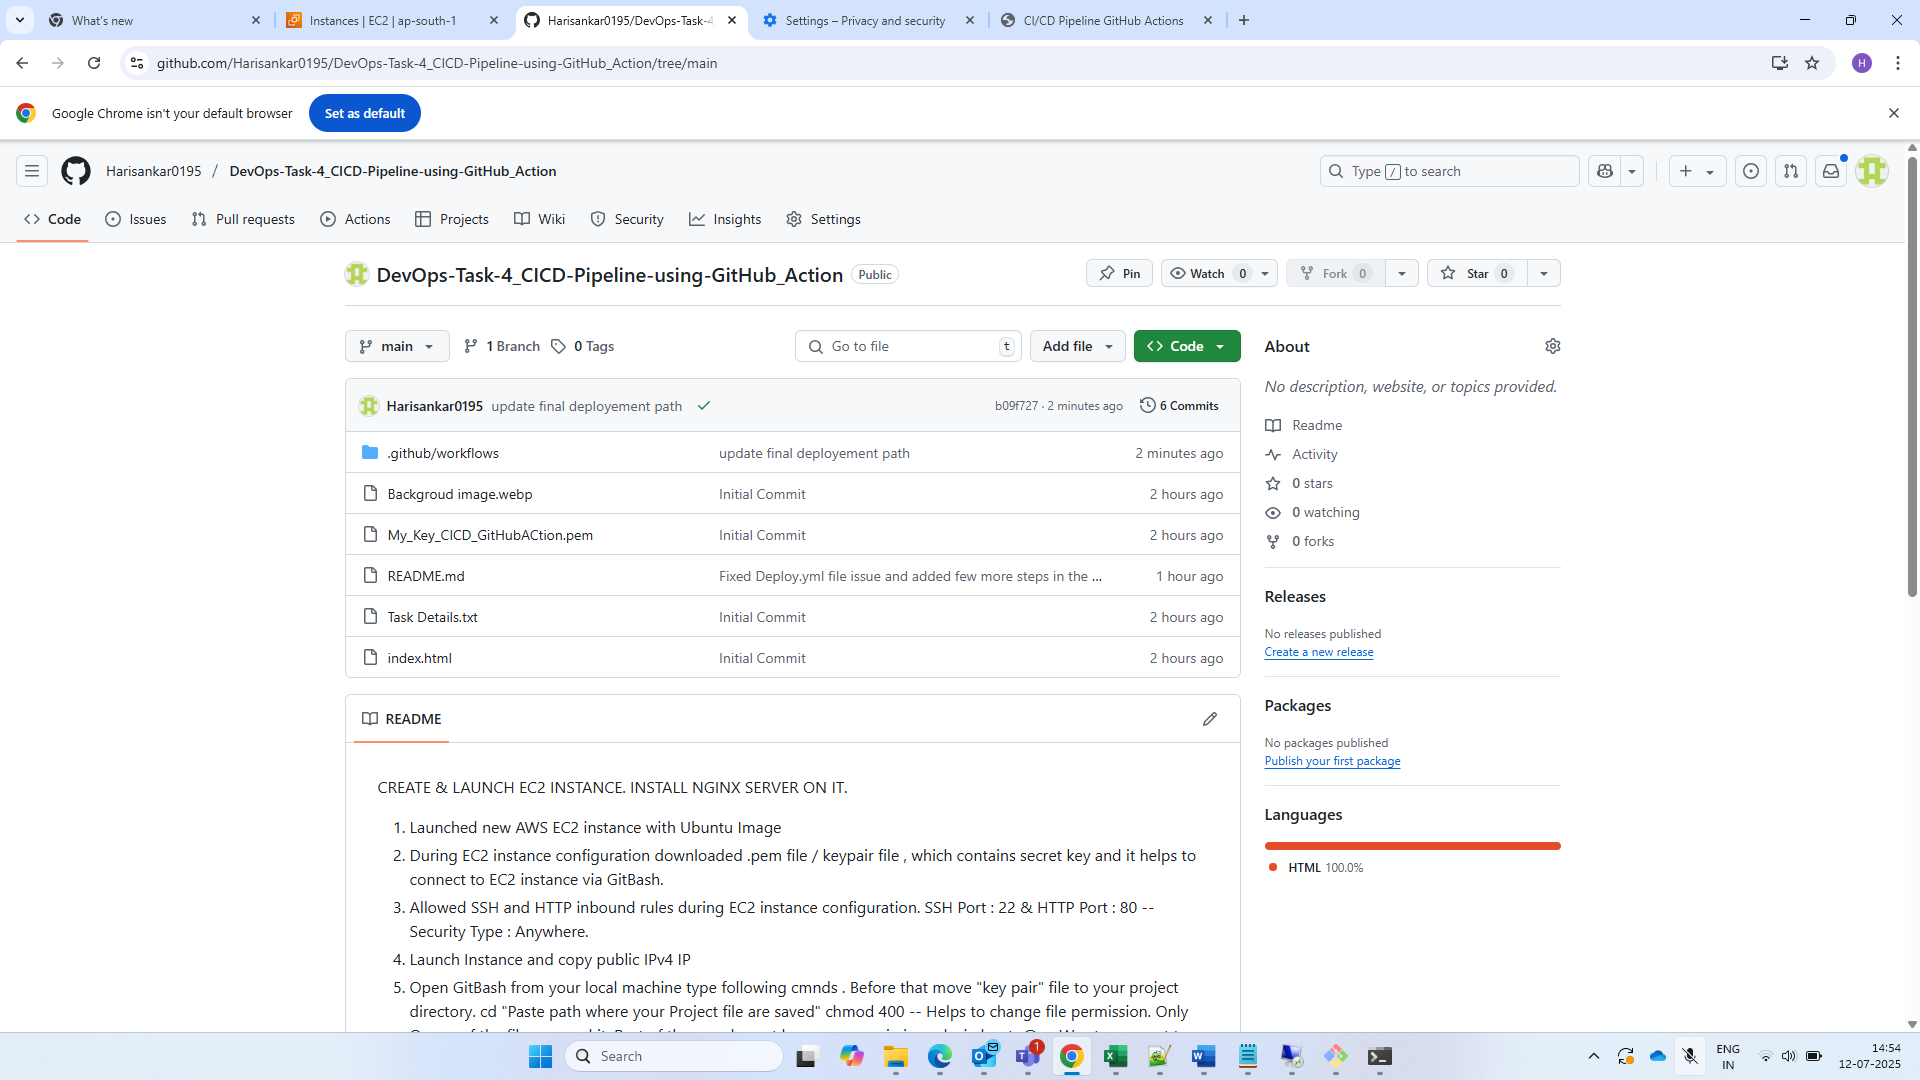 What's new
Instances | EC2 | ap-south-1
Harisankar0195/DevOps-Task-4
Settings – Privacy and security
CI/CD Pipeline GitHub Actions
github.com/Harisankar0195/DevOps-Task-4_CICD-Pipeline-using-GitHub_Action/tree/main
H
Google Chrome isn't your default browser
Set as default
Harisankar0195 / DevOps-Task-4_CICD-Pipeline-using-GitHub_Action
Type / to search
Code
Issues
Pull requests
Actions
Projects
Wiki
Security
Insights
Settings
DevOps-Task-4_CICD-Pipeline-using-GitHub_Action
Public
Pin
Watch 0
Fork 0
Star 0
main
1 Branch
0 Tags
Go to file
t
Add file
Code
Harisankar0195 update final deployement path
b09f727 · 2 minutes ago
6 Commits
.github/workflows update final deployement path 2 minutes ago
Backgroud image.webp Initial Commit 2 hours ago
My_Key_CICD_GitHubACtion.pem Initial Commit 2 hours ago
README.md Fixed Deploy.yml file issue and added few more steps in the ... 1 hour ago
Task Details.txt Initial Commit 2 hours ago
index.html Initial Commit 2 hours ago
README
CREATE & LAUNCH EC2 INSTANCE. INSTALL NGINX SERVER ON IT.
1. Launched new AWS EC2 instance with Ubuntu Image
2. During EC2 instance configuration downloaded .pem file / keypair file , which contains secret key and it helps to
connect to EC2 instance via GitBash.
3. Allowed SSH and HTTP inbound rules during EC2 instance configuration. SSH Port : 22 & HTTP Port : 80 --
Security Type : Anywhere.
4. Launch Instance and copy public IPv4 IP
5. Open GitBash from your local machine type following cmnds . Before that move "key pair" file to your project
directory. cd "Paste path where your Project file are saved" chmod 400 -- Helps to change file permission. Only
About
No description, website, or topics provided.
Readme
Activity
0 stars
0 watching
0 forks
Releases
No releases published
Create a new release
Packages
No packages published
Publish your first package
Languages
HTML 100.0%
Search
1
ENG
IN
14:54
12-07-2025